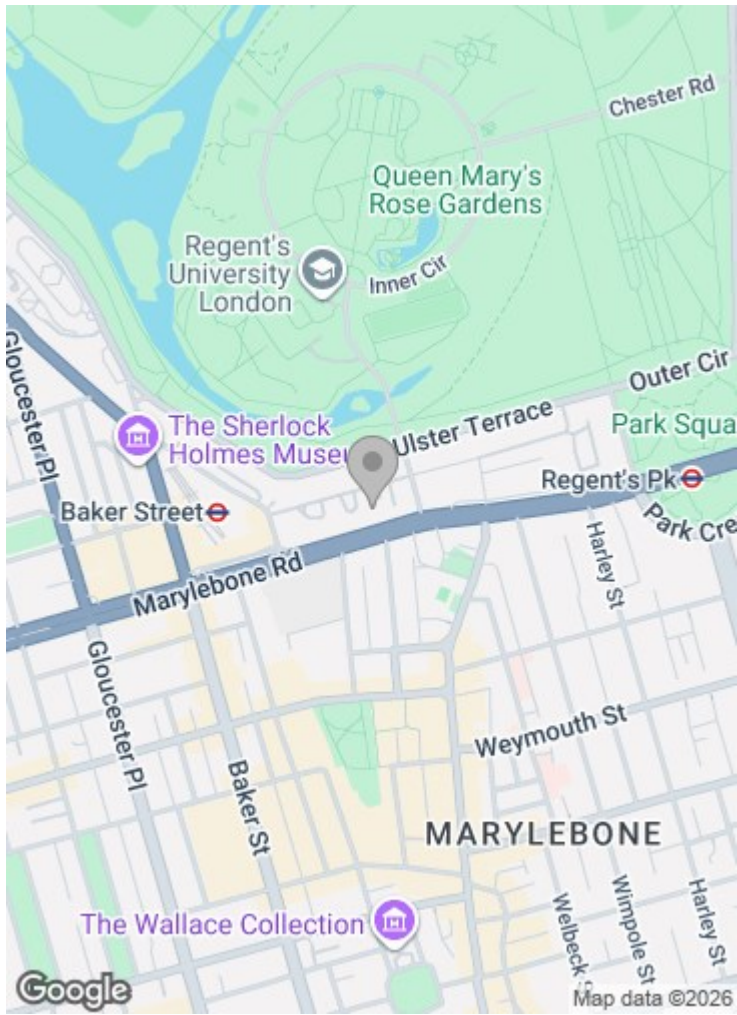 Chester Rd
Queen Mary's
Rose Gardens
Regent's
University
London
Inner Cir
Gloucester Pl
Outer Cir
Ulster Terrace
The Sherlock
Holmes Museu
Park Squa
Regent's Pk
Baker Street
Park Cre
Harley St
Marylebone Rd
Gloucester Pl
Weymouth St
Baker St
MARYLEBONE
The Wallace Collection
Welbeck S
Wimpole St
Harley St
Google
Map data ©2026